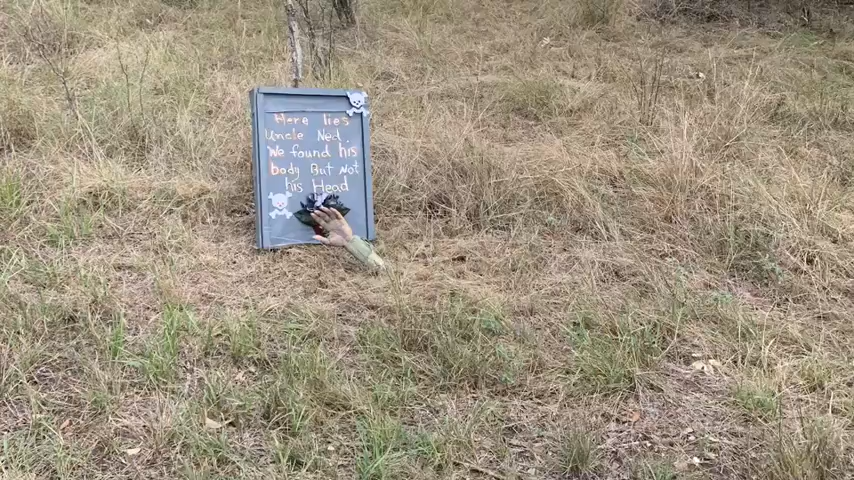 Here lies
Uncle Ned.
We found his
body But Not
his Head